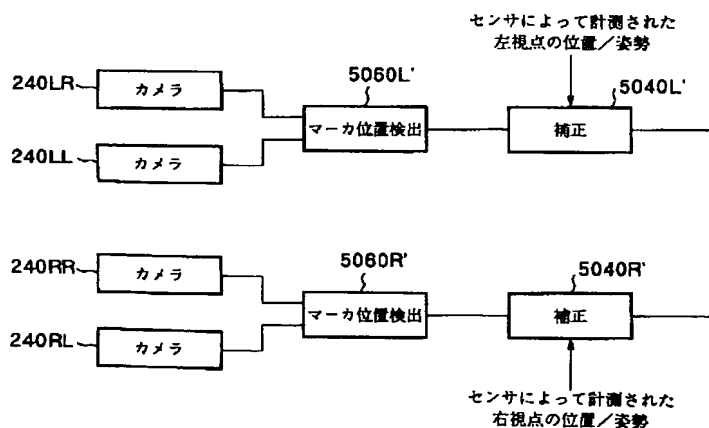 センサによって計測された
左視点の位置／姿勢
5060L'
5040L'
240LR
カメラ
マーカ位置検出
補正
240LL
カメラ
5060R'
5040R'
240RR
カメラ
マーカ位置検出
補正
240RL
カメラ
センサによって計測された
右視点の位置／姿勢